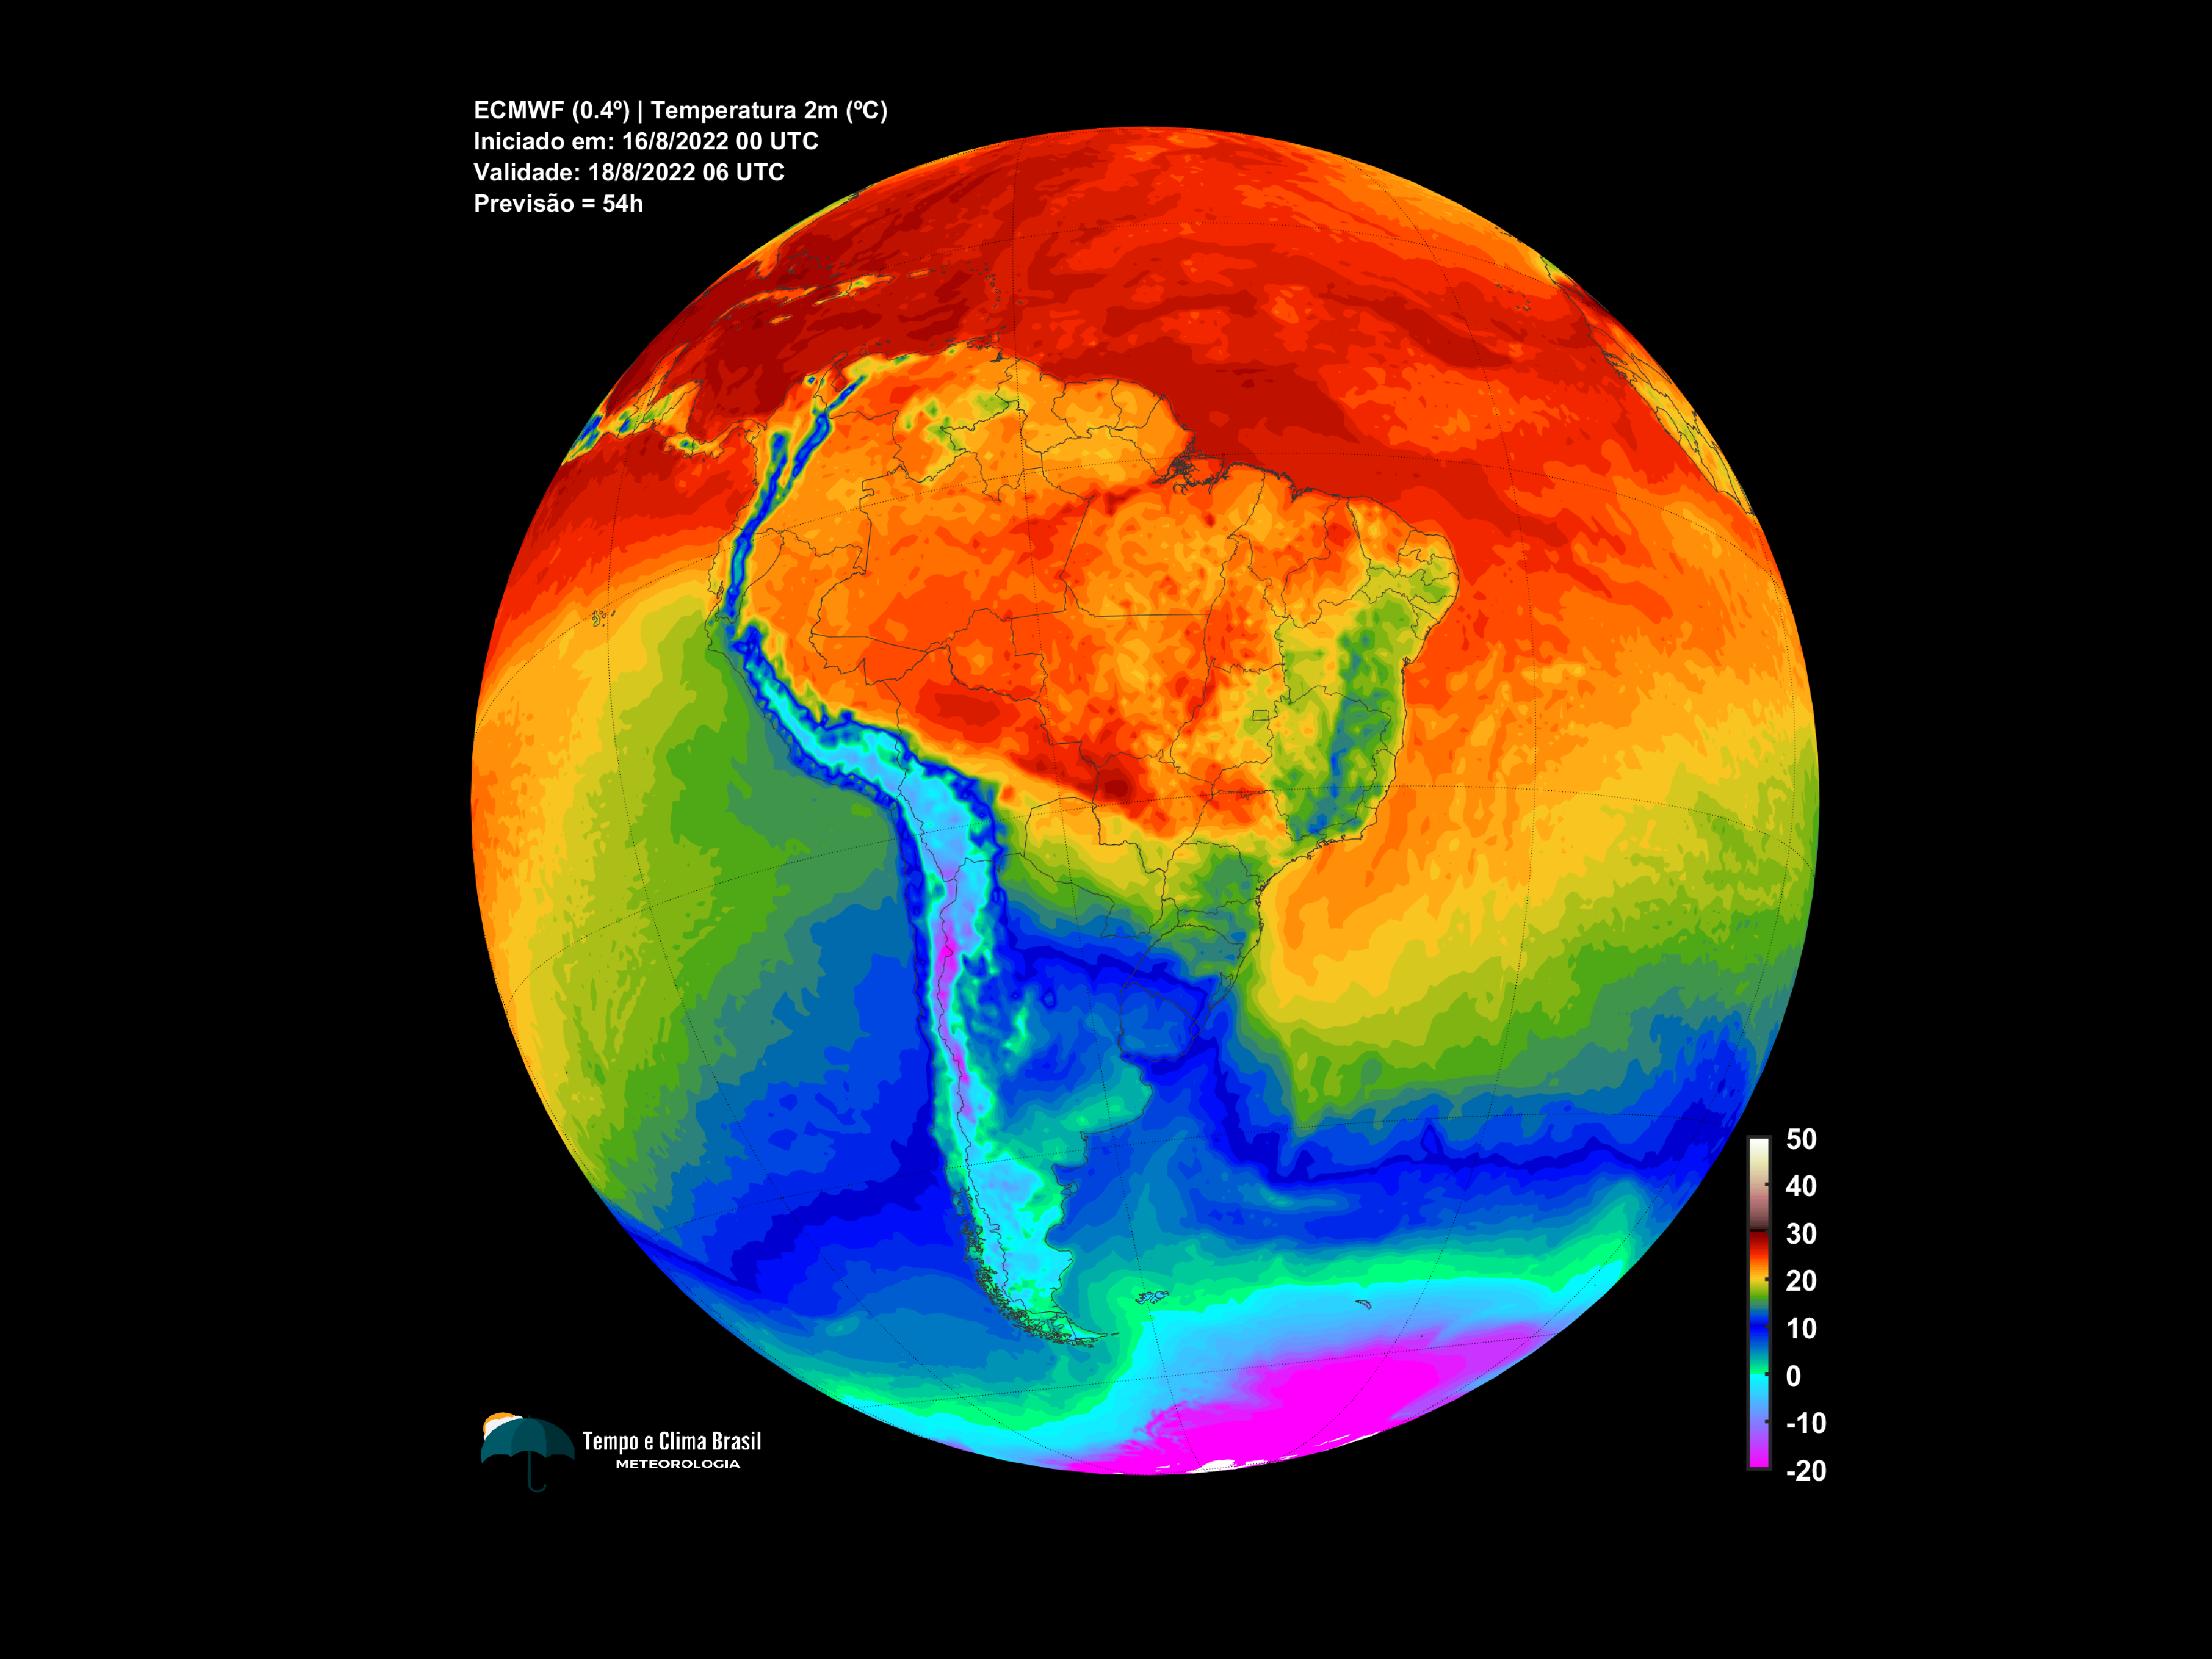 ECMWF (0.4º) | Temperatura 2m (ºC)
Iniciado em: 16/8/2022 00 UTC
Validade: 18/8/2022 06 UTC
Previsão = 54h
50
40
30
20
10
0
-10
-20
Tempo e Clima Brasil
METEOROLOGIA